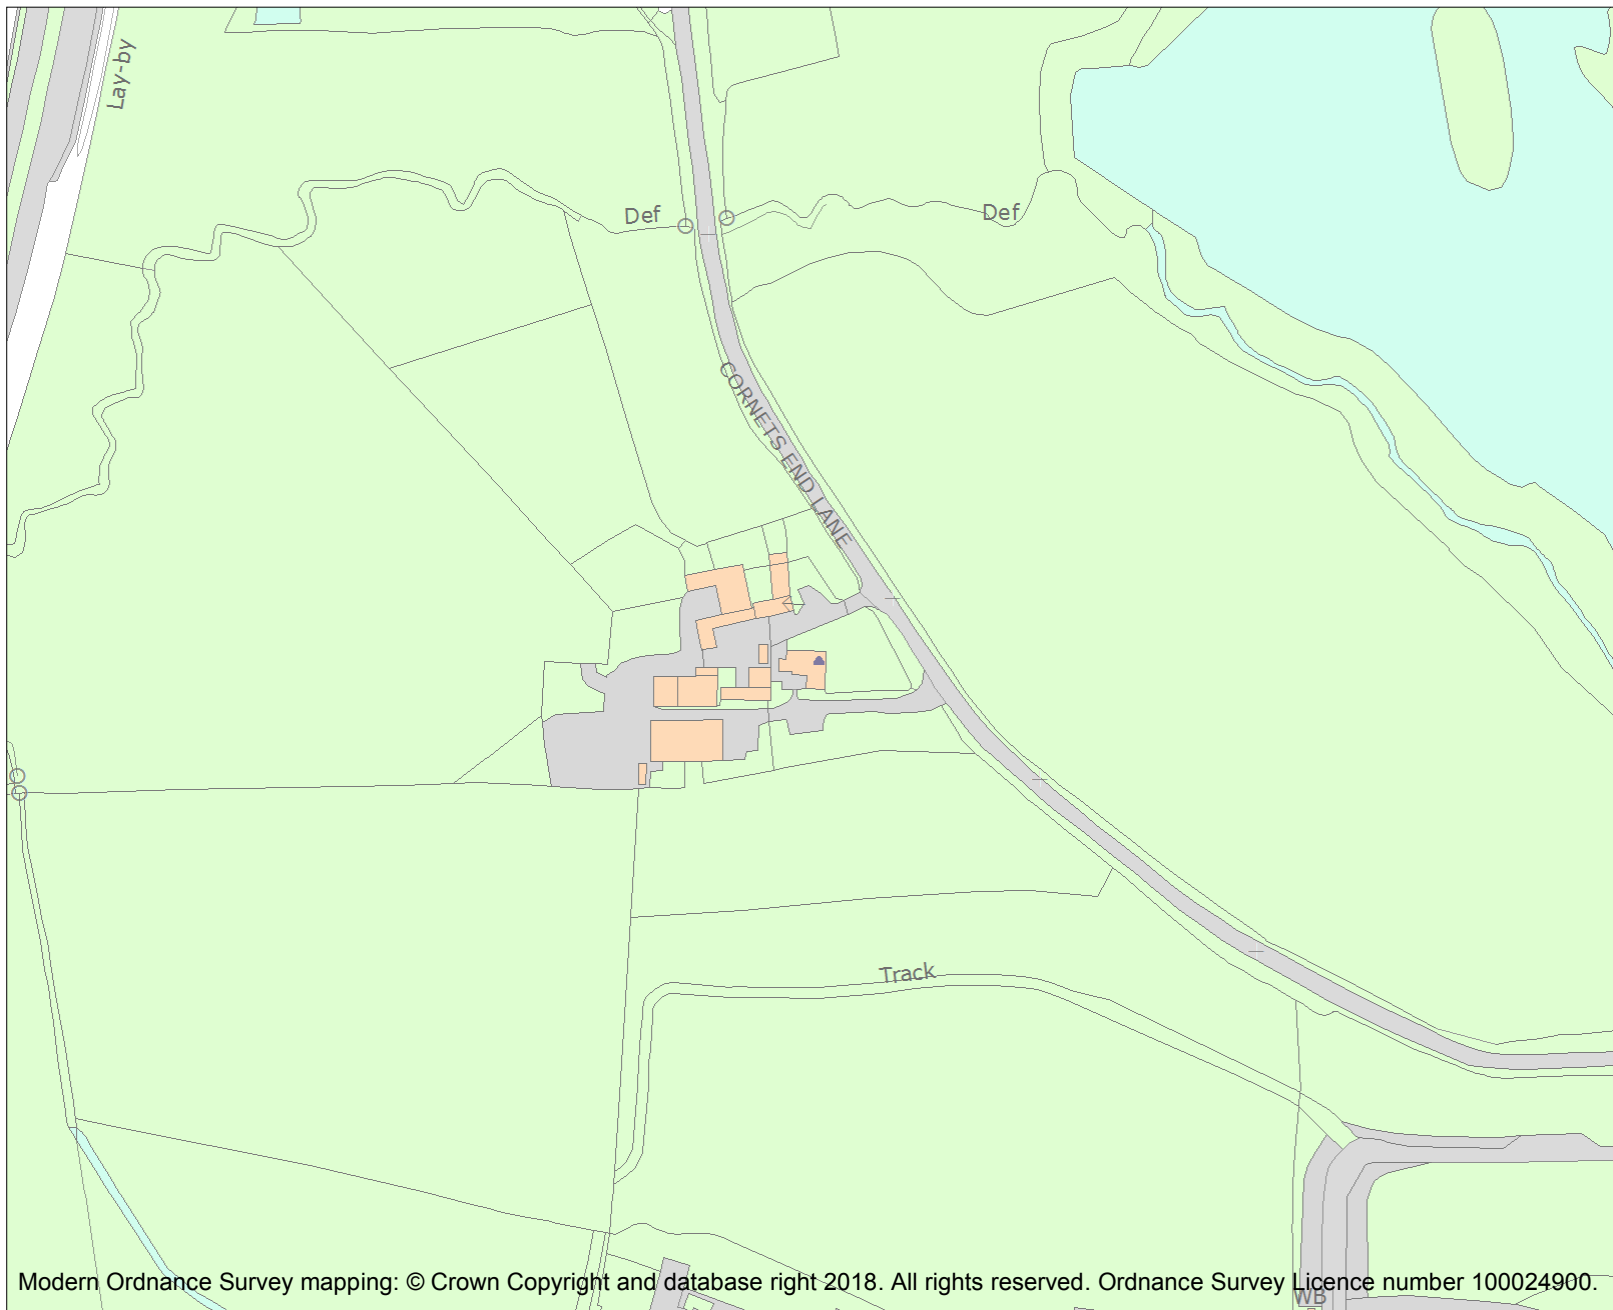 Lay-by
Def
Def
CORNETS END LANE
Track
WB
Modern Ordnance Survey mapping: © Crown Copyright and database right 2018. All rights reserved. Ordnance Survey Licence number 100024900.